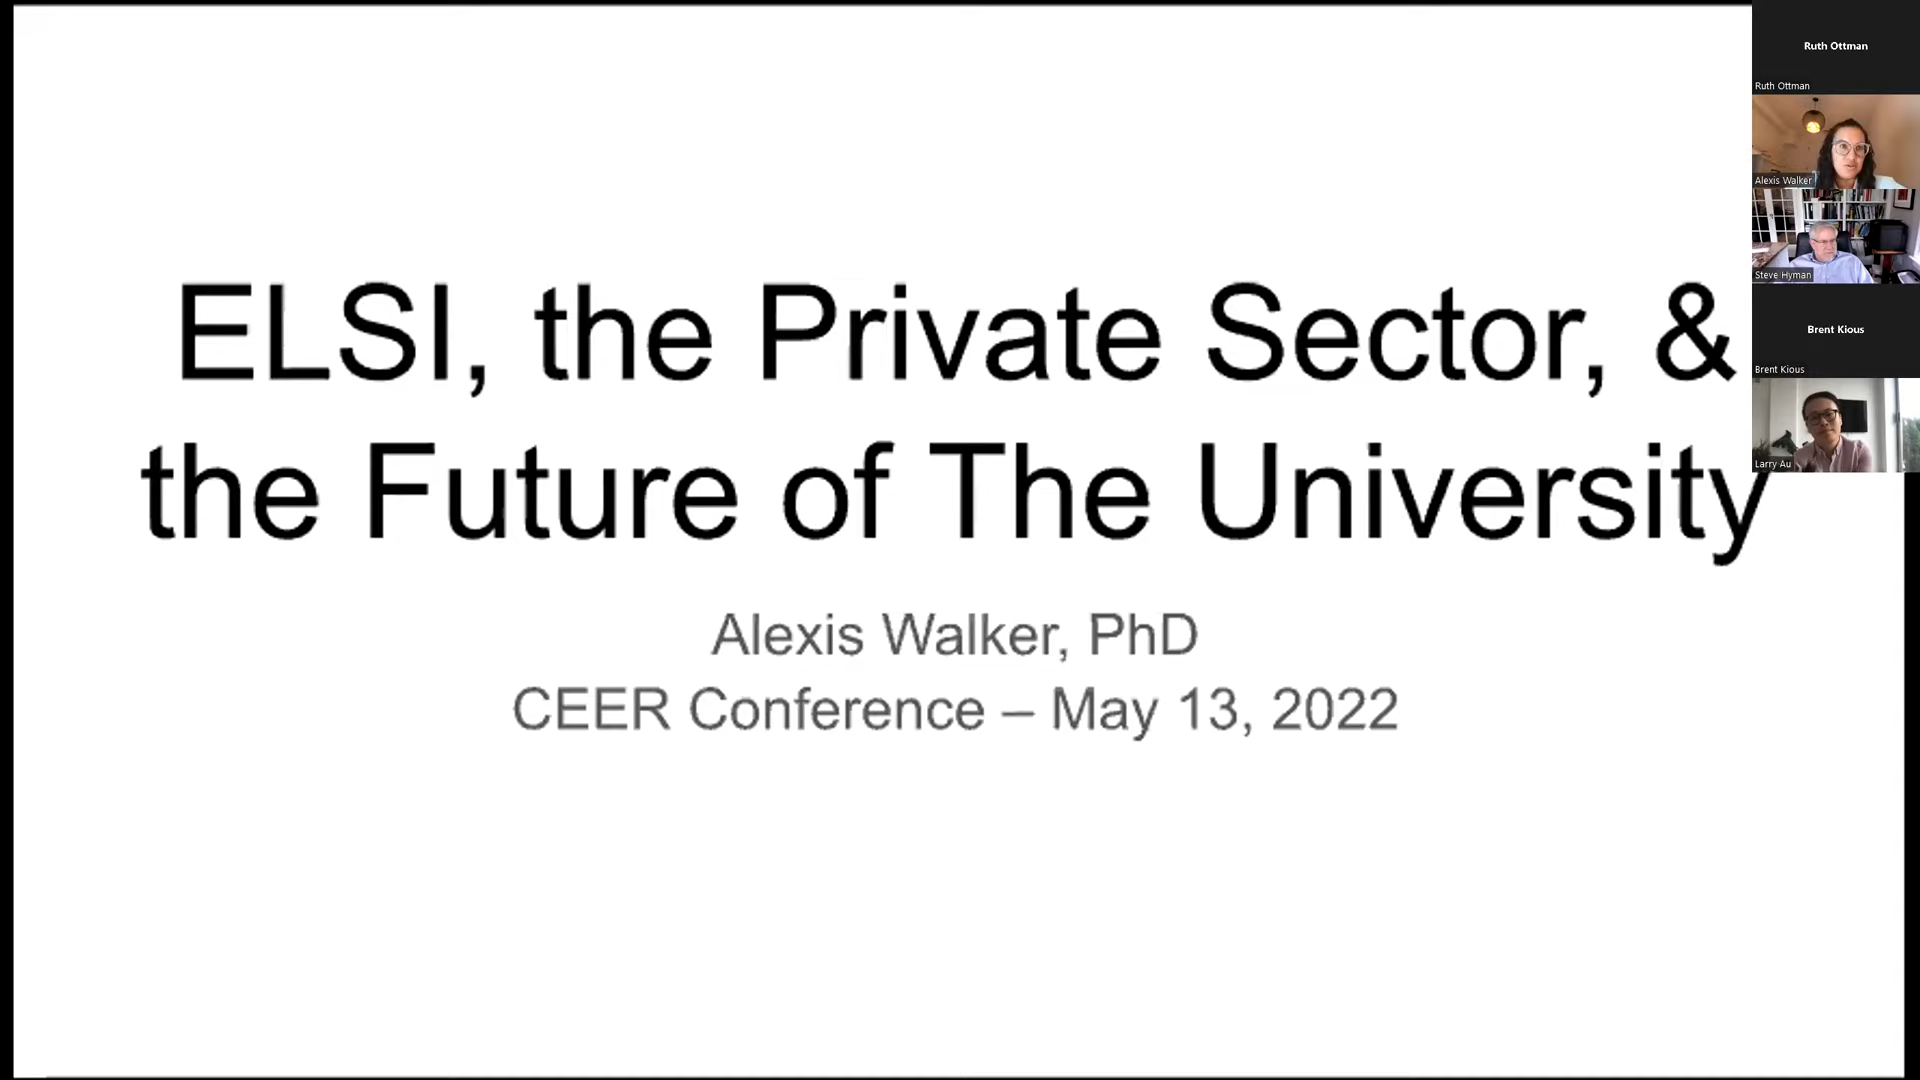 ELSI, the Private Sector, &
the Future of The University
Alexis Walker, PhD
CEER Conference – May 13, 2022
Ruth Ottman
Ruth Ottman
Alexis Walker
Steve Hyman
Brent Kious
Brent Kious
Larry Au